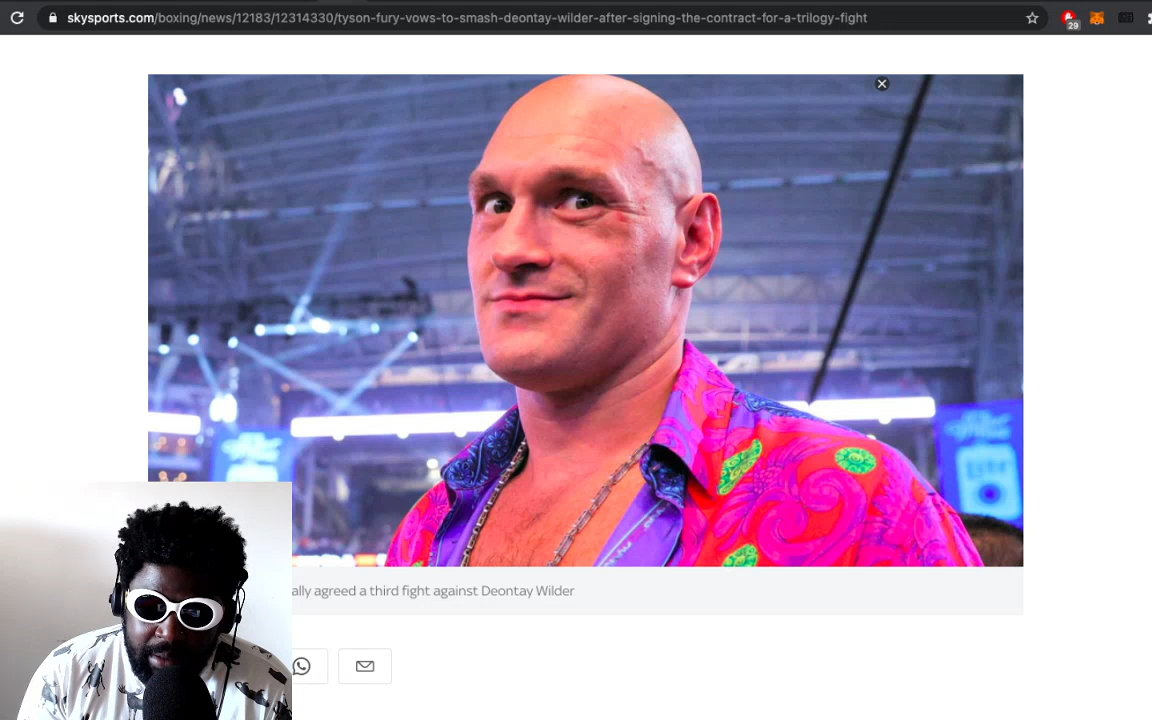 skysports.com/boxing/news/12183/12314330/tyson-fury-vows-to-smash-deontay-wilder-after-signing-the-contract-for-a-trilogy-fight
29
ally agreed a third fight against Deontay Wilder